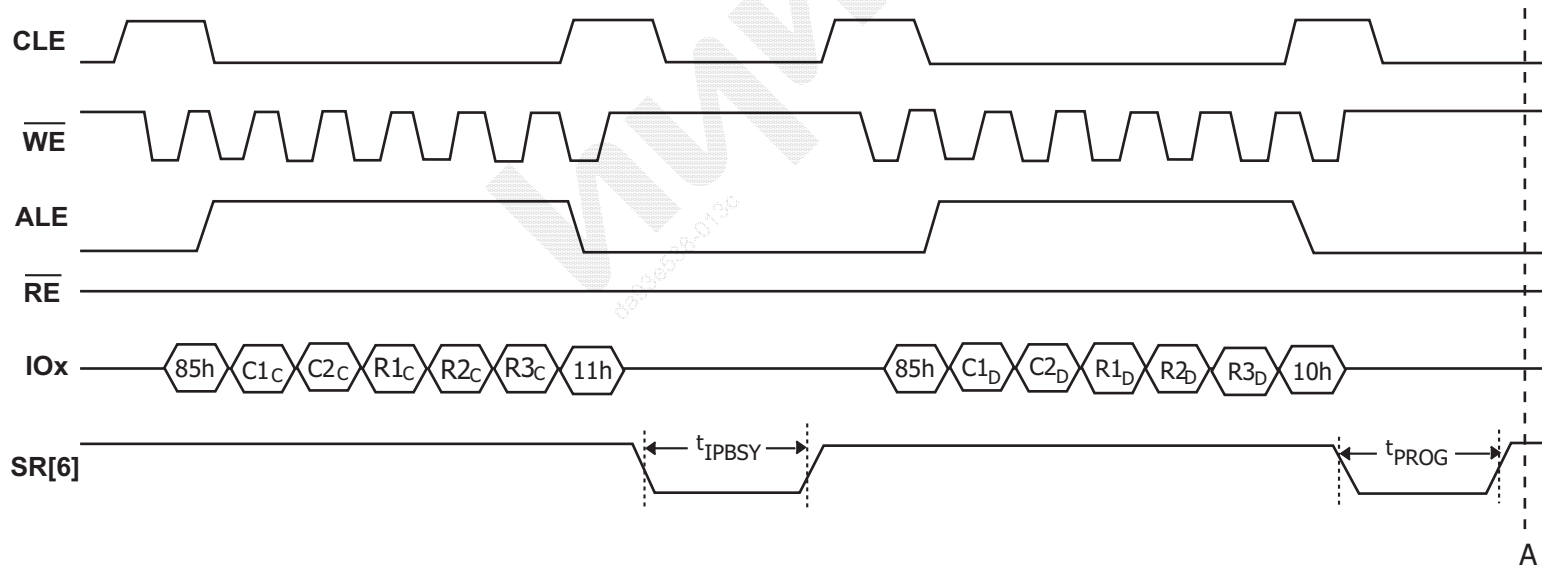 CLE
WE
ALE
RE
IOx 85h C1C C2C R1C R2C R3C 11h 85h C1D C2D R1D R2D R3D 10h
SR[6] tIPBSY tPROG
A